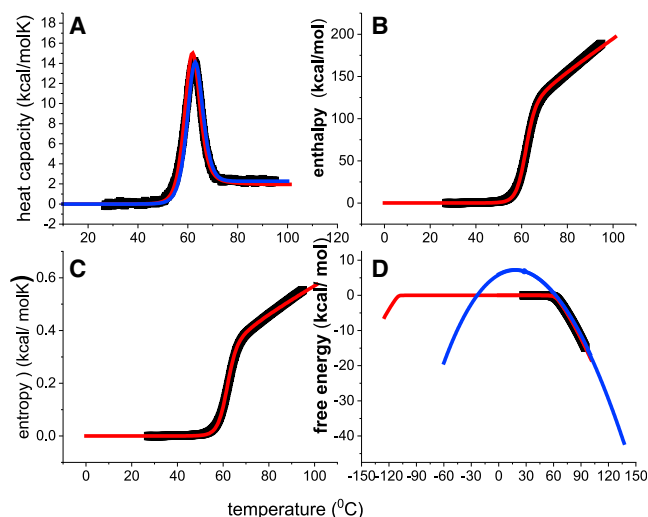 A
heat capacity (kcal/molK)
18
16
14
12
10
8
6
4
2
0
-2
20 40 60 80 100 120
B
enthalpy (kcal/mol)
200
150
100
50
0
0 20 40 60 80 100
C
entropy ) (kcal/ molK)
0.6
0.4
0.2
0.0
0 20 40 60 80 100
D
free energy (kcal/ mol)
10
0
-10
-20
-30
-40
-150 -120 -90 -60 -30 0 30 60 90 120 150
temperature (⁰C)